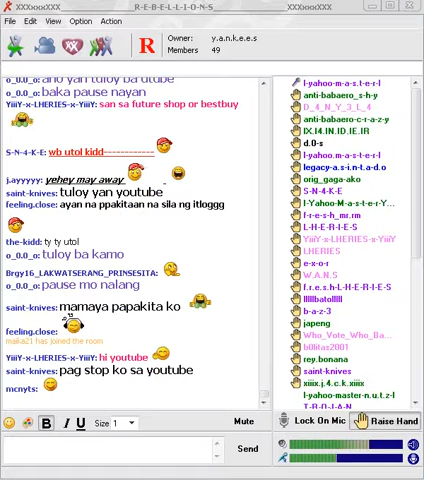 XXXxxxoxxxXXX R-E-B-E-L-L-I-O-N-S XXXxxxoxxxXXX
Edit View Option Action
R
Owner: y.a.n.k.e.e.s
Members 49
o_0.0_o: ano yan tuloy ba utube
o_0.0_o: baka pause nayan
YiiiY-x-LHERIES-x-YiiiY: san sa future shop or bestbuy
S-N-4-K-E: wb utol kidd------------
j.ayyyyy: yehey may away
saint-knives: tuloy yan youtube
feeling.close: ayan na ppakitaan na sila ng itloggg
the-kidd: ty ty utol
o_0.0_o: tuloy ba kamo
Brgy16_LAKWATSERANG_PRINSESITA:
o_0.0_o: pause mo nalang
saint-knives: mamaya papakita ko
feeling.close:
maika21 has joined the room
YiiiY-x-LHERIES-x-YiiiY: hi youtube
saint-knives: pag stop ko sa youtube
mcnyts:
B I U Size 1 Mute
Send
l-yahoo-m-a-s-t-e-r-l
anti-babaero_s-h-y
D_4_N_Y_3_L_4
anti-babaero-c-r-a-z-y
IX.I4.IN.ID.IE.IR
d.0-s
l-yahoo-m-a-s-t-e-r-l
legacy-a.s.i.n.t.a.d.o
orig_gaga-ako
S-N-4-K-E
l-Yahoo-M-a-s-t-e-r-Y...
f-r-e-s-h_mr.rm
L-H-E-R-I-E-S
YiiiY-x-LHERIES-x-YiiiY
LHERIES
e-x-o-r
W.A.N.S
f.r.e.s.h-L-H-E-R-I-E-S
lllllbatolllll
b-a-z-3
japeng
Who_Vote_Who_Ba...
b0litas2001
rey.bonana
saint-knives
xiiix.j.4.c.k.xiiix
l-yahoo-master-n.u.t.z-l
T-R-O-J-A-N
Lock On Mic Raise Hand